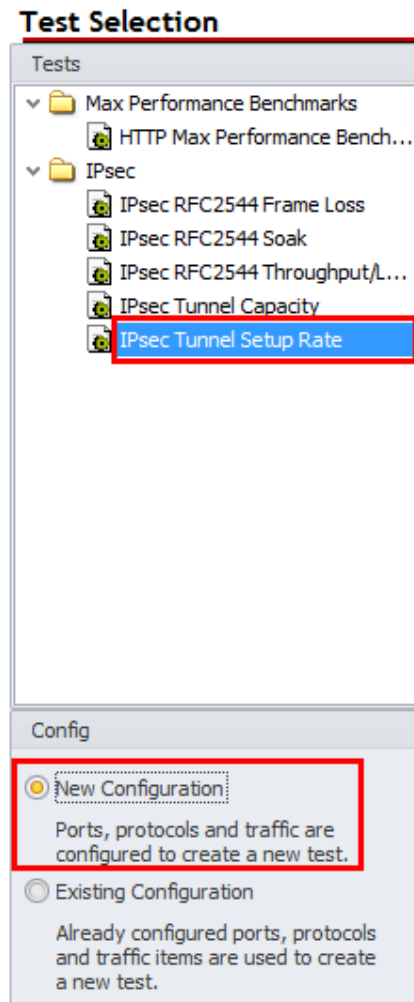 Test Selection
Tests
Max Performance Benchmarks
HTTP Max Performance Bench...
IPsec
IPsec RFC2544 Frame Loss
IPsec RFC2544 Soak
IPsec RFC2544 Throughput/L...
IPsec Tunnel Capacity
IPsec Tunnel Setup Rate
Config
New Configuration
Ports, protocols and traffic are
configured to create a new test.
Existing Configuration
Already configured ports, protocols
and traffic items are used to create
a new test.